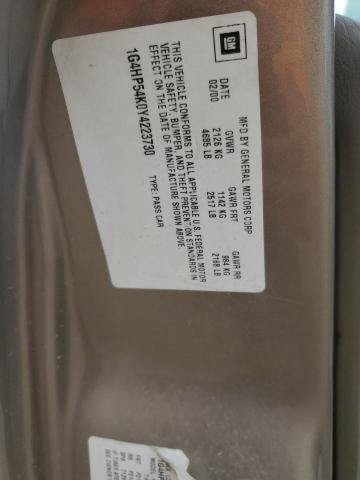 GM
MFD BY GENERAL MOTORS CORP
DATE GVWR GAWR FRT GAWR RR
02/00 2126 KG 1142 KG 984 KG
4685 LB 2517 LB 2168 LB
THIS VEHICLE CONFORMS TO ALL APPLICABLE U.S. FEDERAL MOTOR
VEHICLE SAFETY, BUMPER, AND THEFT PREVENTION STANDARDS IN
EFFECT ON THE DATE OF MANUFACTURE SHOWN ABOVE.
1G4HP54K0Y4223730 TYPE: PASS CAR
1G4HP
MODEL